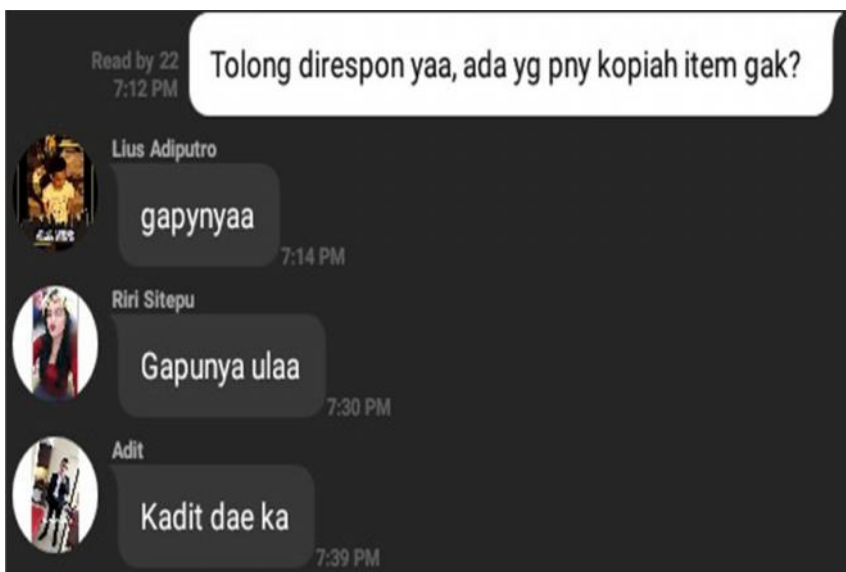 Read by 22
7:12 PM
Tolong direspon yaa, ada yg pny kopiah item gak?
Lius Adiputro
gapynyaa
7:14 PM
Riri Sitepu
Gapunya ulaa
7:30 PM
Adit
Kadit dae ka
7:39 PM